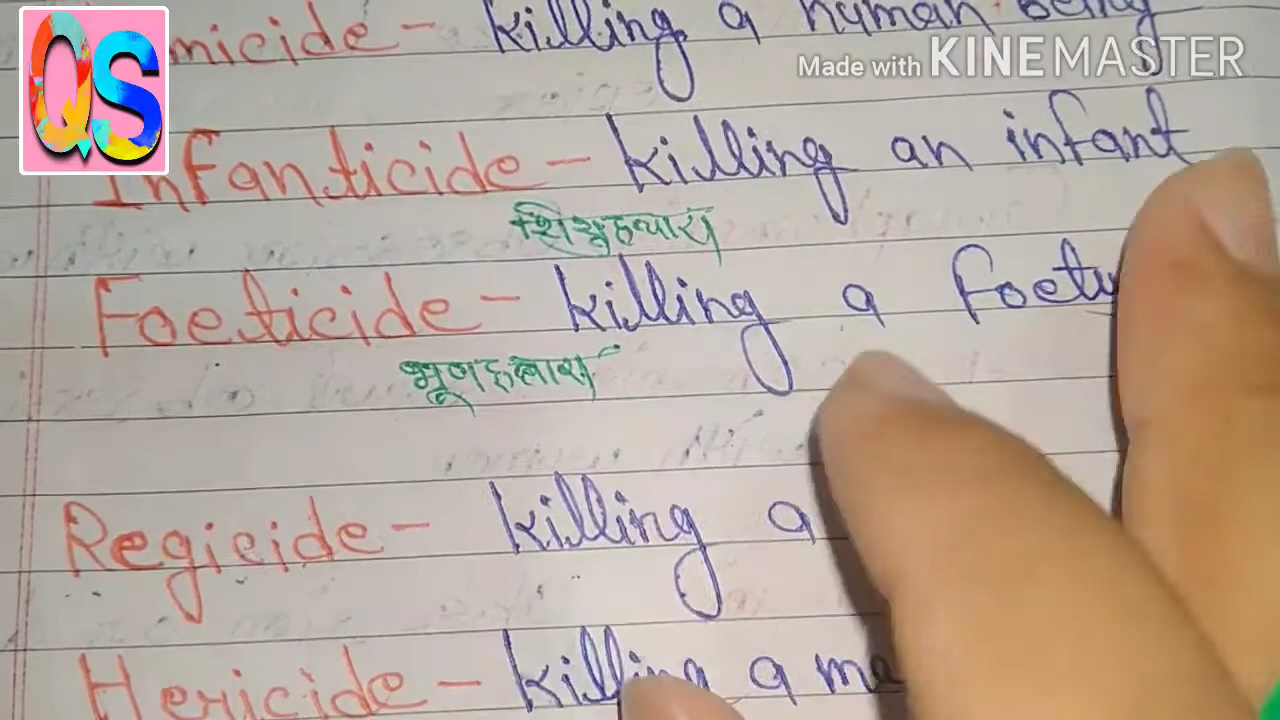 micide - killing a human being
Made with KINEMASTER
QS
Infanticide - killing an infant
शिशुहत्यारा
Foeticide - killing a foetu
भ्रूणहत्यारा
Regicide - killing a
Hericide - killing a me